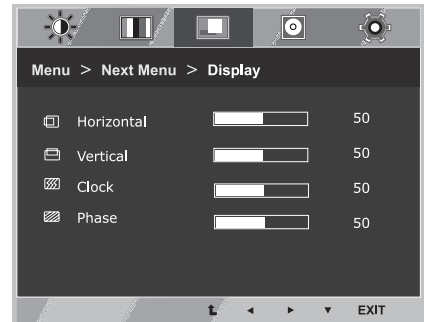 Menu > Next Menu > Display
Horizontal 50
Vertical 50
Clock 50
Phase 50
EXIT